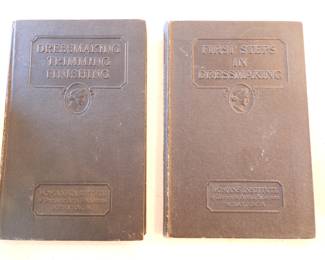 DRESSMAKING
TRIMMING
FINISHING
WOMAN'S INSTITUTE
FIRST STEPS
IN
DRESSMAKING
WOMAN'S INSTITUTE